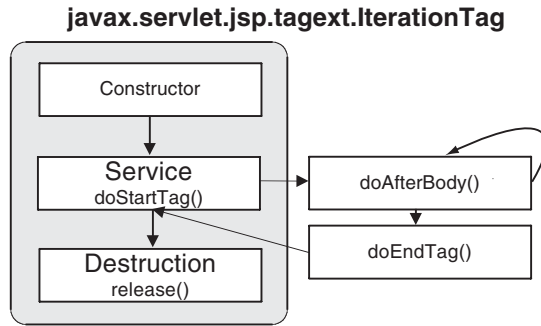 javax.servlet.jsp.tagext.IterationTag
Constructor
Service
doStartTag()
doAfterBody()
doEndTag()
Destruction
release()